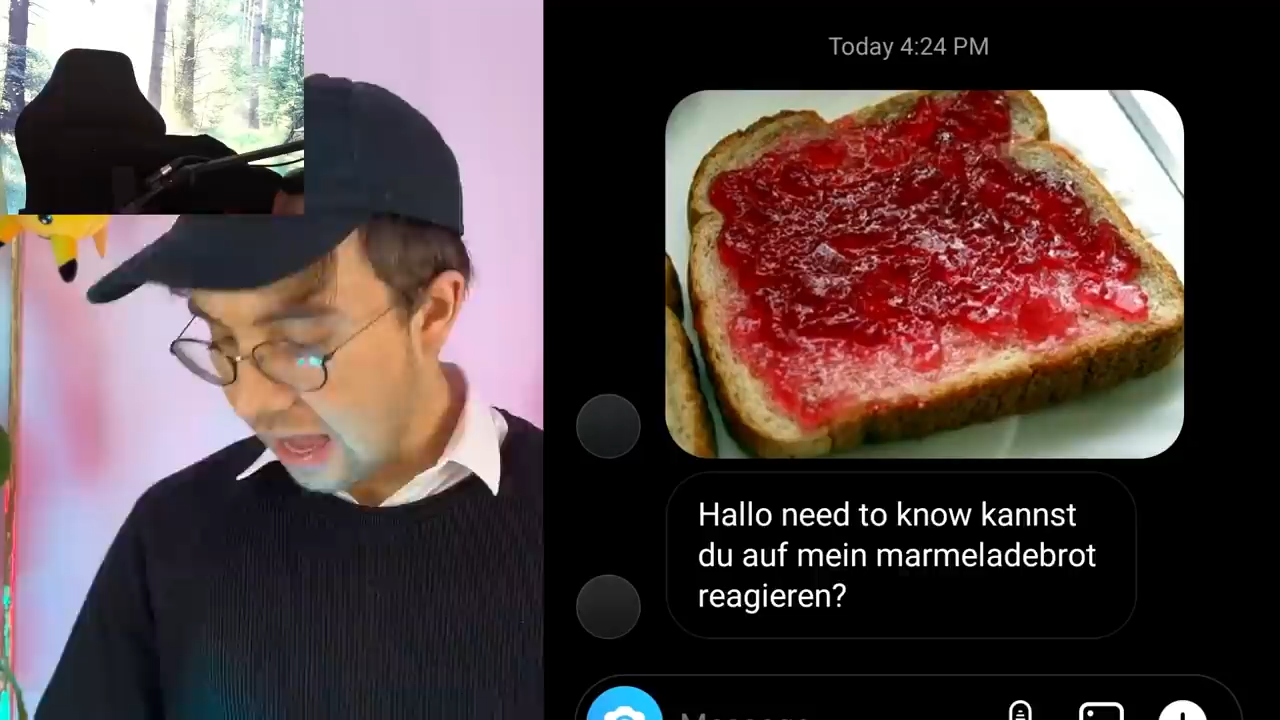 Today 4:24 PM
Hallo need to know kannst
du auf mein marmeladebrot
reagieren?